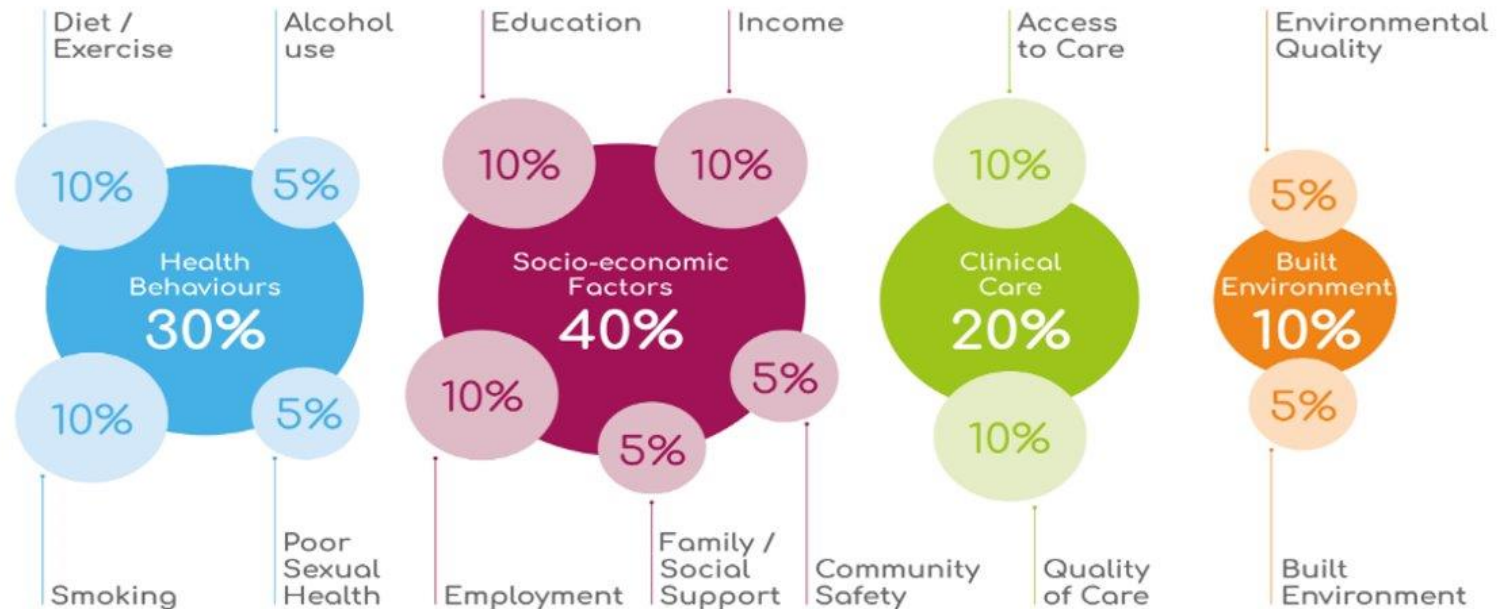 Diet /
Exercise
Alcohol
use
Education
Income
Access
to Care
Environmental
Quality
10%
5%
10%
10%
10%
5%
Health
Behaviours
30%
Socio-economic
Factors
40%
Clinical
Care
20%
Built
Environment
10%
10%
5%
10%
5%
5%
10%
5%
Smoking
Poor
Sexual
Health
Employment
Family /
Social
Support
Community
Safety
Quality
of Care
Built
Environment